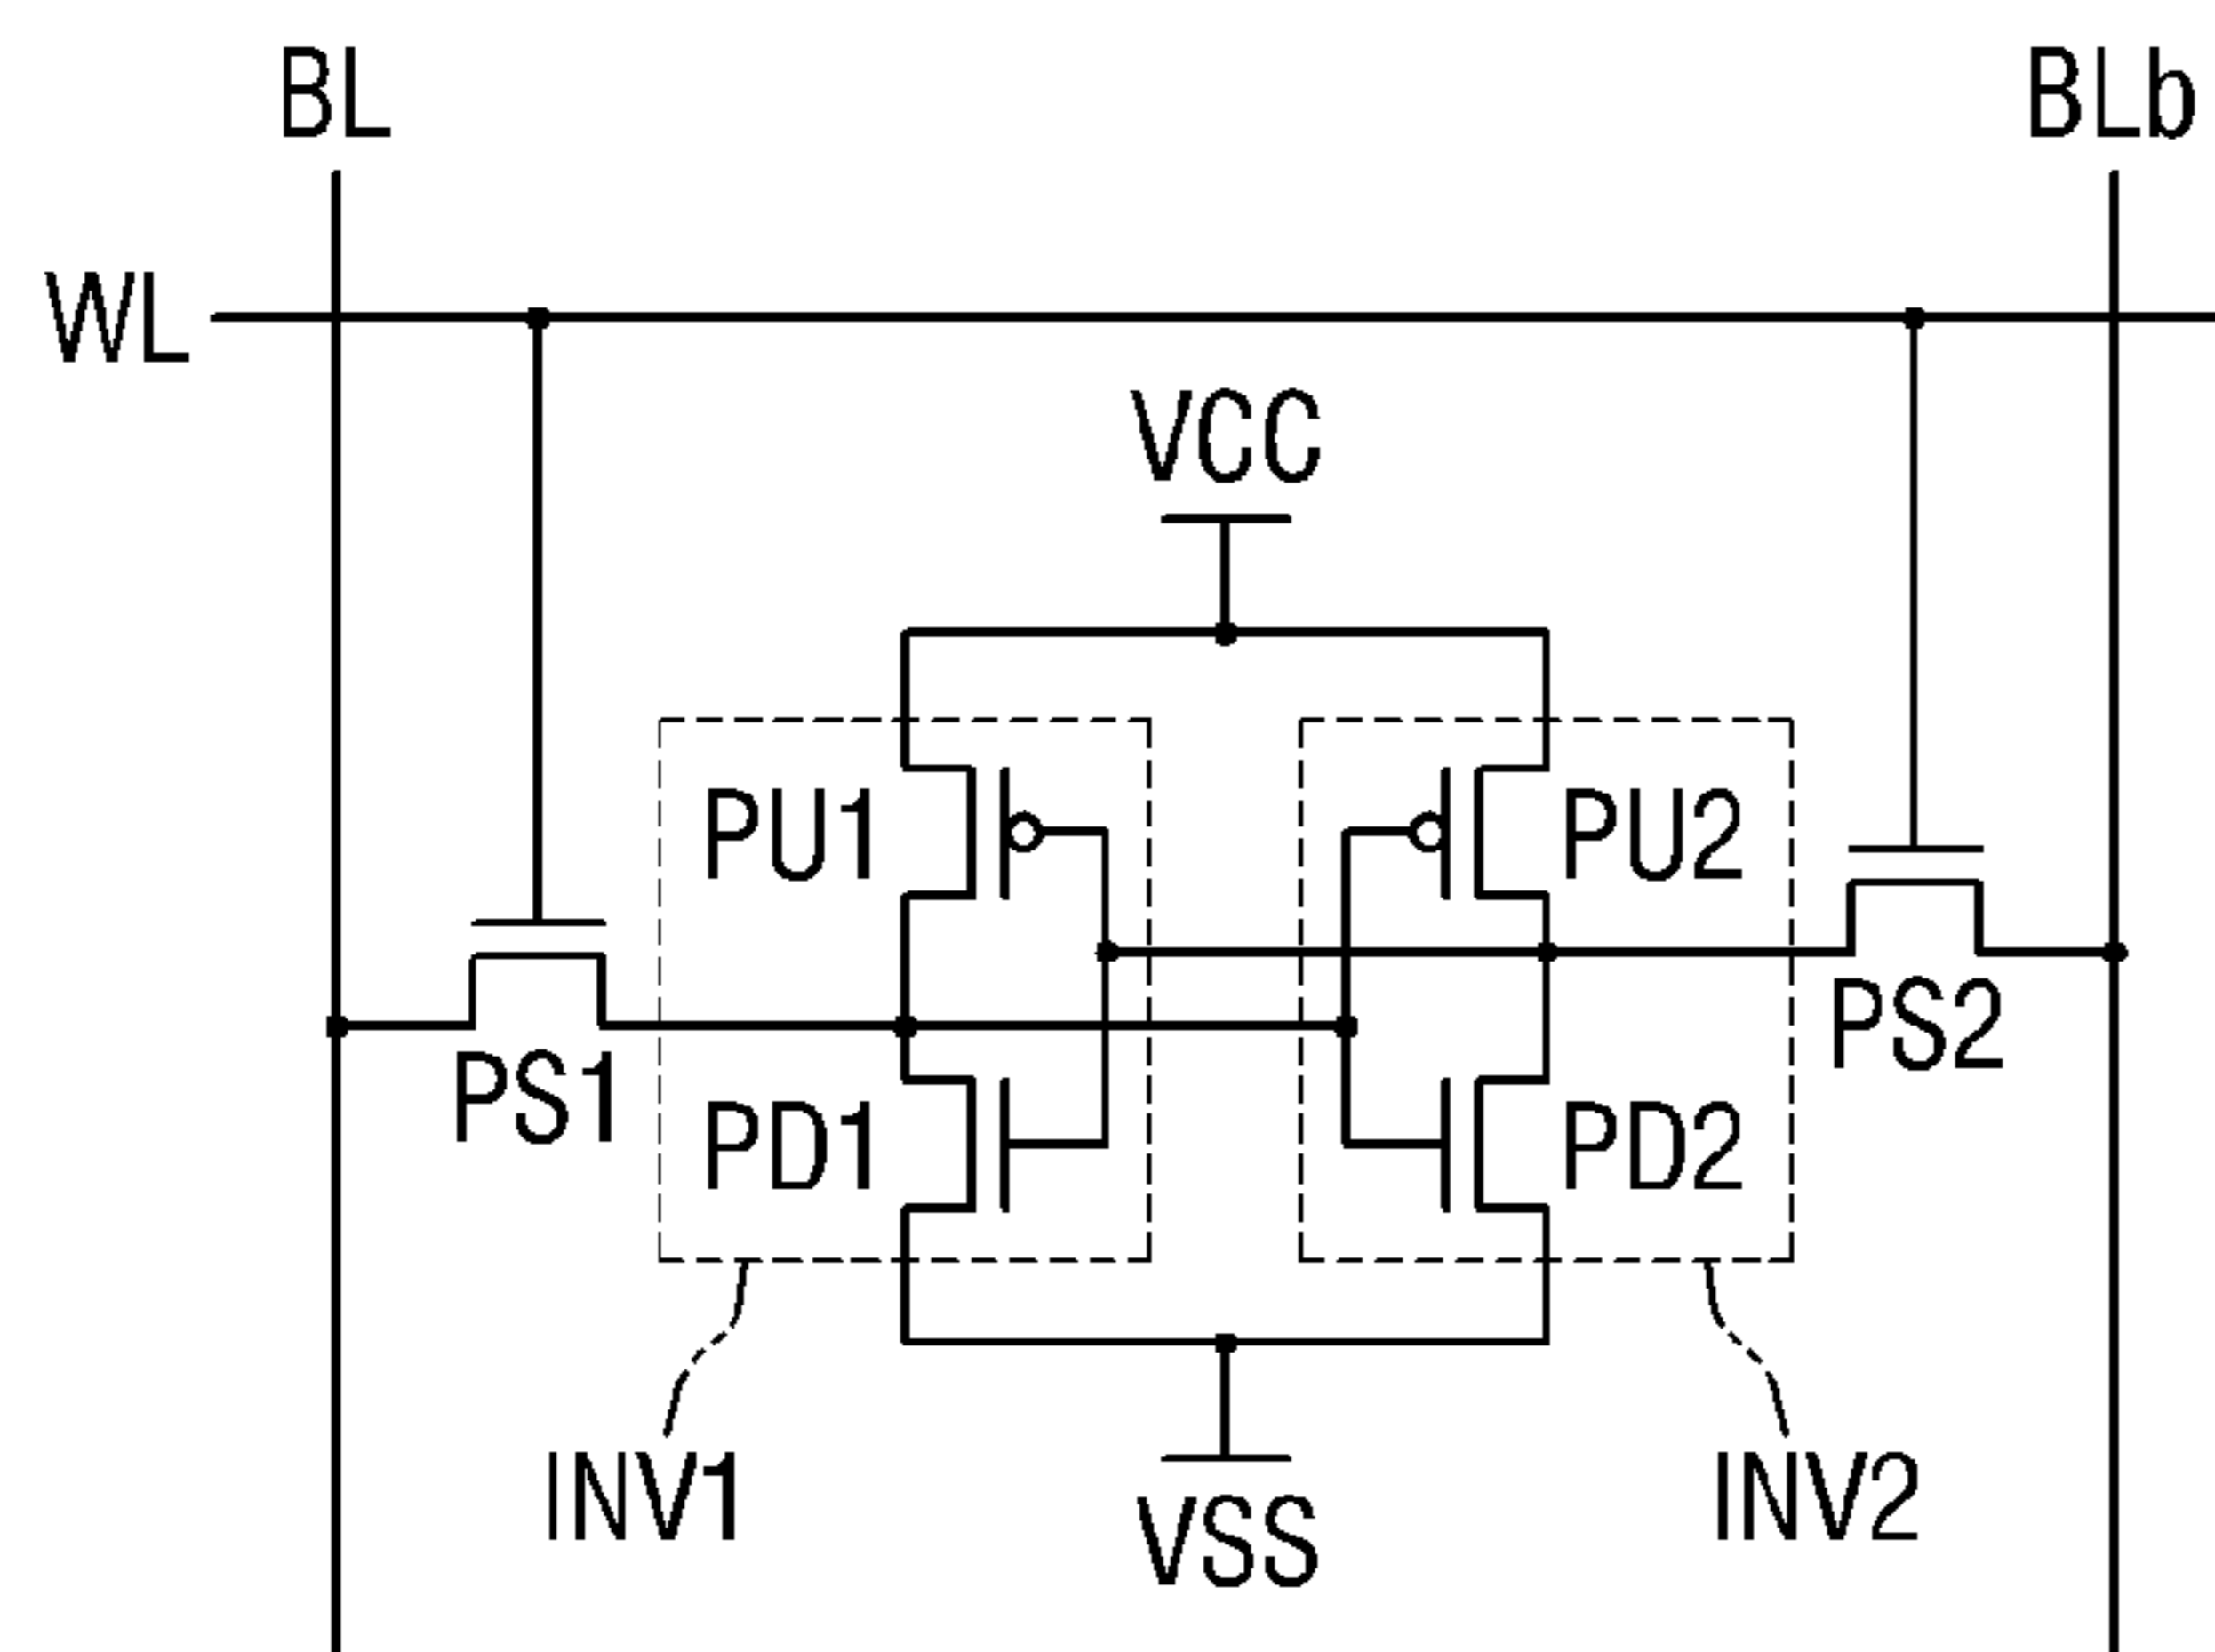 BL
BLb
WL
VCC
PU1
PU2
PS1
PS2
PD1
PD2
INV1
INV2
VSS